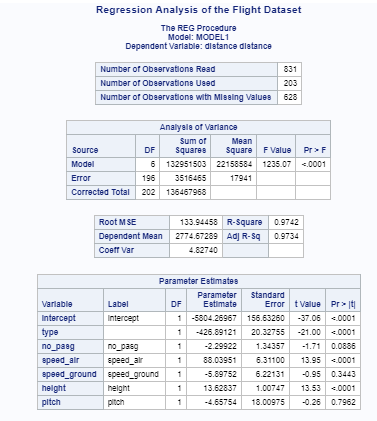 Regression Analysis of the Flight Dataset
The REG Procedure
Model: MODEL1
Dependent Variable: distance distance
Number of Observations Read 831
Number of Observations Used 203
Number of Observations with Missing Values 628
Analysis of Variance
Source DF Sum of Squares Mean Square F Value Pr > F
Model 6 132951503 22158584 1235.07 <.0001
Error 196 3516465 17941
Corrected Total 202 136467968
Root MSE 133.94458 R-Square 0.9742
Dependent Mean 2774.67289 Adj R-Sq 0.9734
Coeff Var 4.82740
Parameter Estimates
Variable Label DF Parameter Estimate Standard Error t Value Pr > |t|
Intercept Intercept 1 -5804.26967 156.63260 -37.06 <.0001
type 1 -426.89121 20.32755 -21.00 <.0001
no_pasg no_pasg 1 -2.29922 1.34357 -1.71 0.0886
speed_air speed_air 1 88.03951 6.31100 13.95 <.0001
speed_ground speed_ground 1 -5.89752 6.22131 -0.95 0.3443
height height 1 13.62837 1.00747 13.53 <.0001
pitch pitch 1 -4.65754 18.00975 -0.26 0.7962